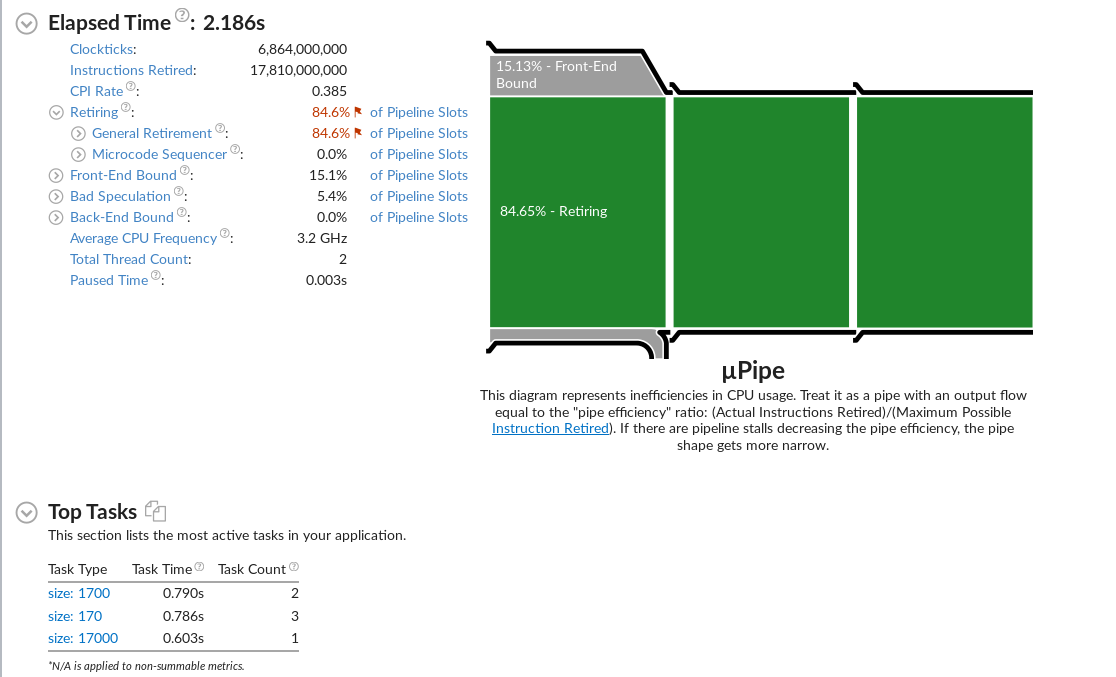 Elapsed Time ?: 2.186s
Clockticks: 6,864,000,000
Instructions Retired: 17,810,000,000
CPI Rate ?: 0.385
Retiring ?: 84.6% of Pipeline Slots
General Retirement ?: 84.6% of Pipeline Slots
Microcode Sequencer ?: 0.0% of Pipeline Slots
Front-End Bound ?: 15.1% of Pipeline Slots
Bad Speculation ?: 5.4% of Pipeline Slots
Back-End Bound ?: 0.0% of Pipeline Slots
Average CPU Frequency ?: 3.2 GHz
Total Thread Count: 2
Paused Time ?: 0.003s
15.13% - Front-End
Bound
84.65% - Retiring
µPipe
This diagram represents inefficiencies in CPU usage. Treat it as a pipe with an output flow
equal to the "pipe efficiency" ratio: (Actual Instructions Retired)/(Maximum Possible
Instruction Retired). If there are pipeline stalls decreasing the pipe efficiency, the pipe
shape gets more narrow.
Top Tasks
This section lists the most active tasks in your application.
Task Type Task Time ? Task Count ?
size: 1700 0.790s 2
size: 170 0.786s 3
size: 17000 0.603s 1
*N/A is applied to non-summable metrics.